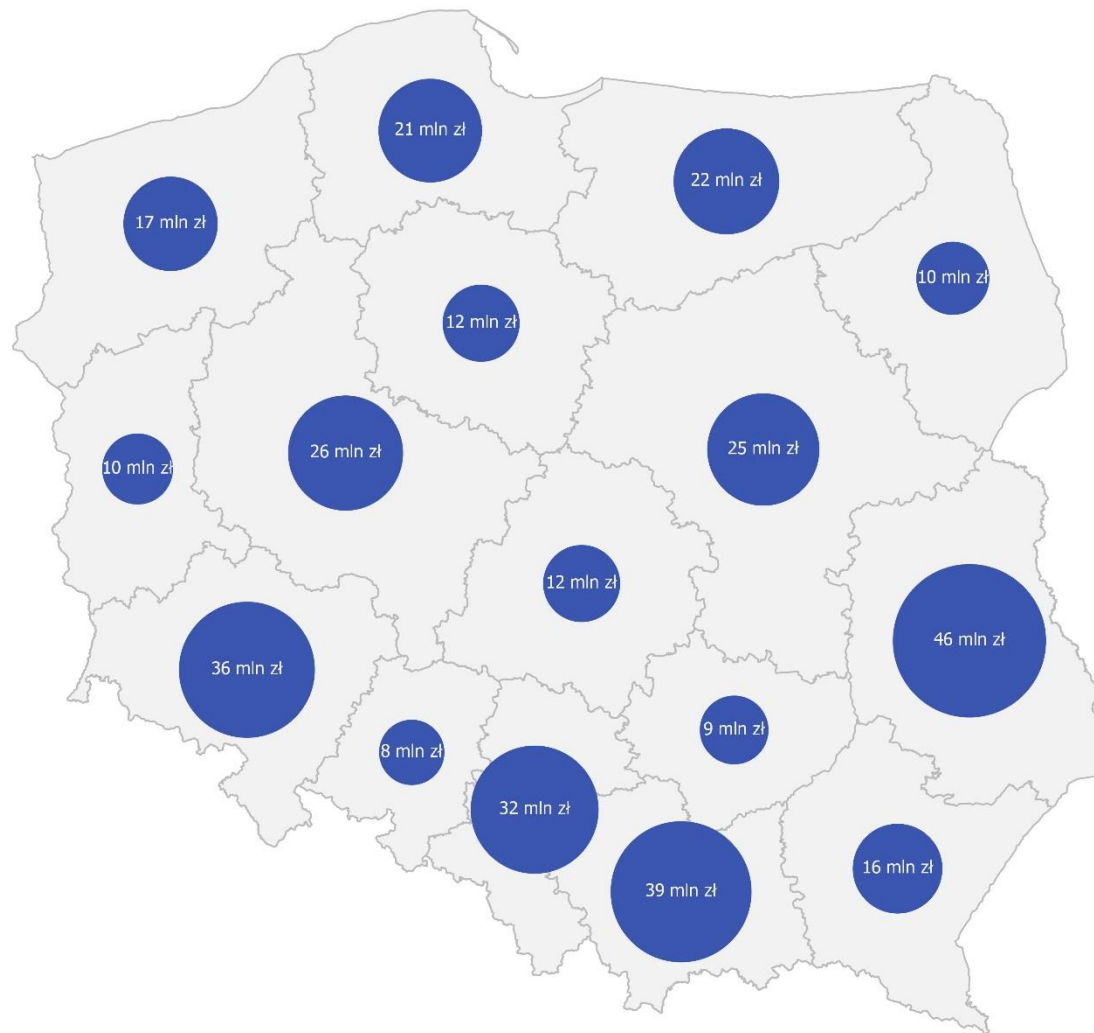 21 mln zł
22 mln zł
17 mln zł
10 mln zł
12 mln zł
26 mln zł
25 mln zł
10 mln zł
12 mln zł
46 mln zł
36 mln zł
9 mln zł
8 mln zł
32 mln zł
16 mln zł
39 mln zł